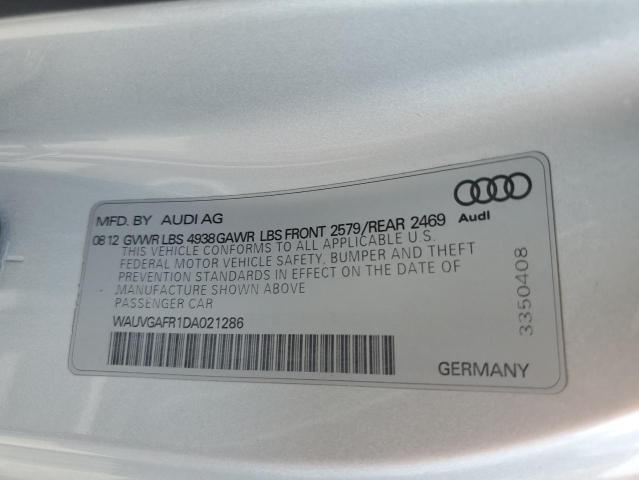 MFD. BY AUDI AG
Audi
08 12 GVWR LBS 4938 GAWR LBS FRONT 2579/REAR 2469
THIS VEHICLE CONFORMS TO ALL APPLICABLE U.S.
FEDERAL MOTOR VEHICLE SAFETY, BUMPER AND THEFT
PREVENTION STANDARDS IN EFFECT ON THE DATE OF
MANUFACTURE SHOWN ABOVE
PASSENGER CAR
WAUVGAFR1DA021286
GERMANY
3350408